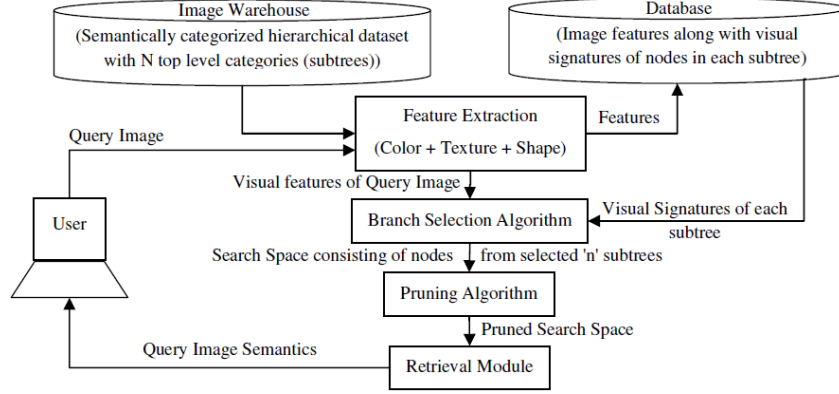 Image Warehouse
(Semantically categorized hierarchical dataset
with N top level categories (subtrees))
Database
(Image features along with visual
signatures of nodes in each subtree)
Feature Extraction
(Color + Texture + Shape)
Features
Query Image
Visual features of Query Image
User
Branch Selection Algorithm
Visual Signatures of each
subtree
Search Space consisting of nodes
from selected 'n' subtrees
Pruning Algorithm
Pruned Search Space
Query Image Semantics
Retrieval Module